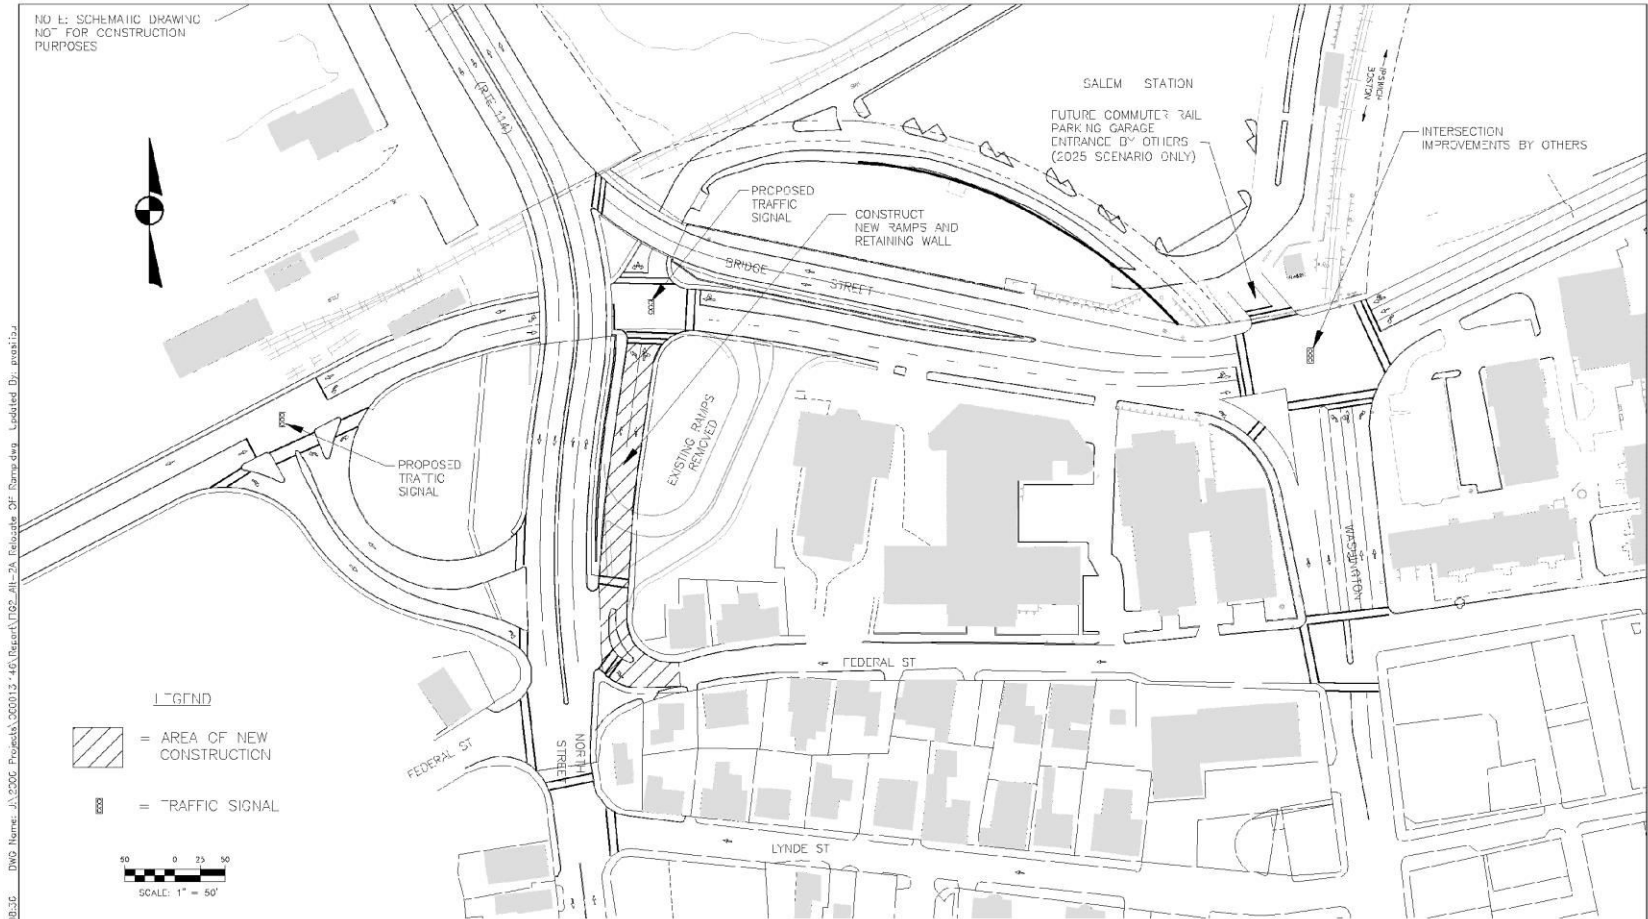 NOTE: SCHEMATIC DRAWING
NOT FOR CONSTRUCTION
PURPOSES
(RTE 114)
SALEM STATION
FUTURE COMMUTER RAIL
PARKING GARAGE
ENTRANCE BY OTHERS
(2025 SCENARIO ONLY)
IPSWICH
BOSTON
INTERSECTION
IMPROVEMENTS BY OTHERS
PROPOSED
TRAFFIC
SIGNAL
CONSTRUCT
NEW RAMPS AND
RETAINING WALL
BRIDGE
STREET
EXISTING RAMPS
REMOVED
PROPOSED
TRAFFIC
SIGNAL
WASHINGTON
FEDERAL ST
FEDERAL ST
NORTH
STREET
LYNDE ST
LEGEND
= AREA OF NEW
CONSTRUCTION
= TRAFFIC SIGNAL
50 0 25 50
SCALE: 1" = 50'